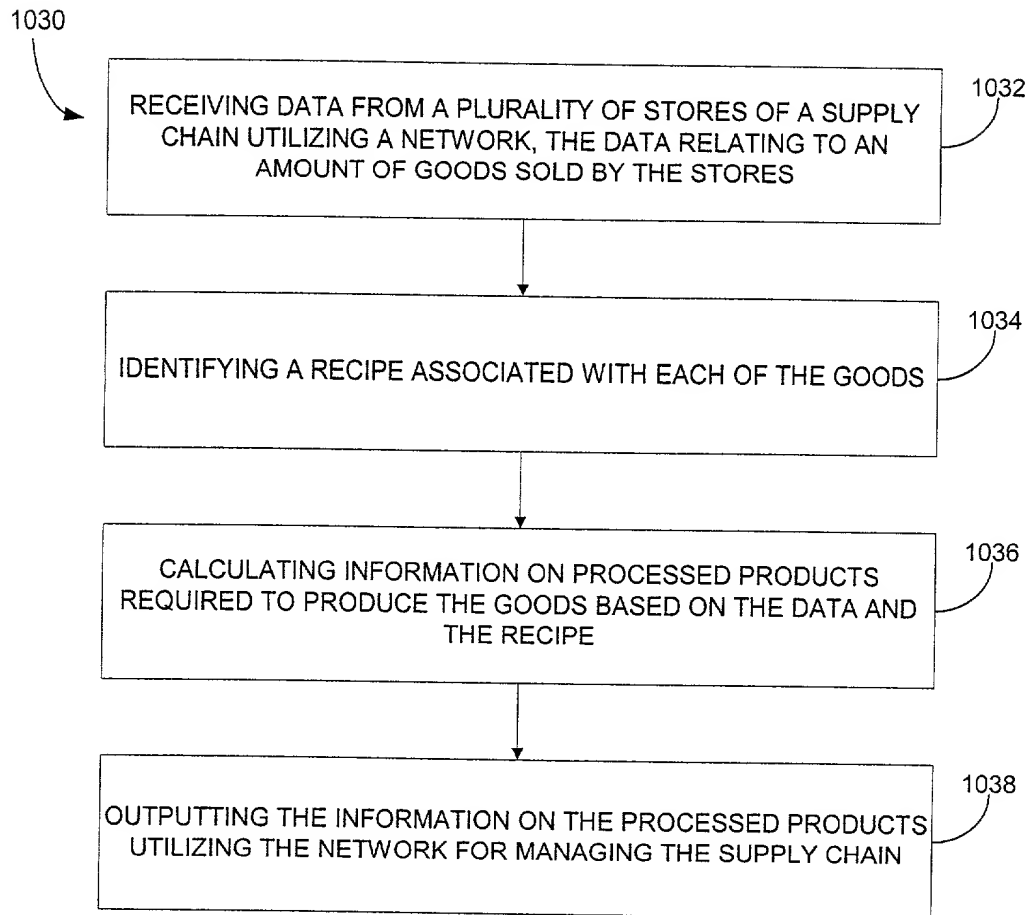 1030
RECEIVING DATA FROM A PLURALITY OF STORES OF A SUPPLY
CHAIN UTILIZING A NETWORK, THE DATA RELATING TO AN
AMOUNT OF GOODS SOLD BY THE STORES
1032
IDENTIFYING A RECIPE ASSOCIATED WITH EACH OF THE GOODS
1034
CALCULATING INFORMATION ON PROCESSED PRODUCTS
REQUIRED TO PRODUCE THE GOODS BASED ON THE DATA AND
THE RECIPE
1036
OUTPUTTING THE INFORMATION ON THE PROCESSED PRODUCTS
UTILIZING THE NETWORK FOR MANAGING THE SUPPLY CHAIN
1038